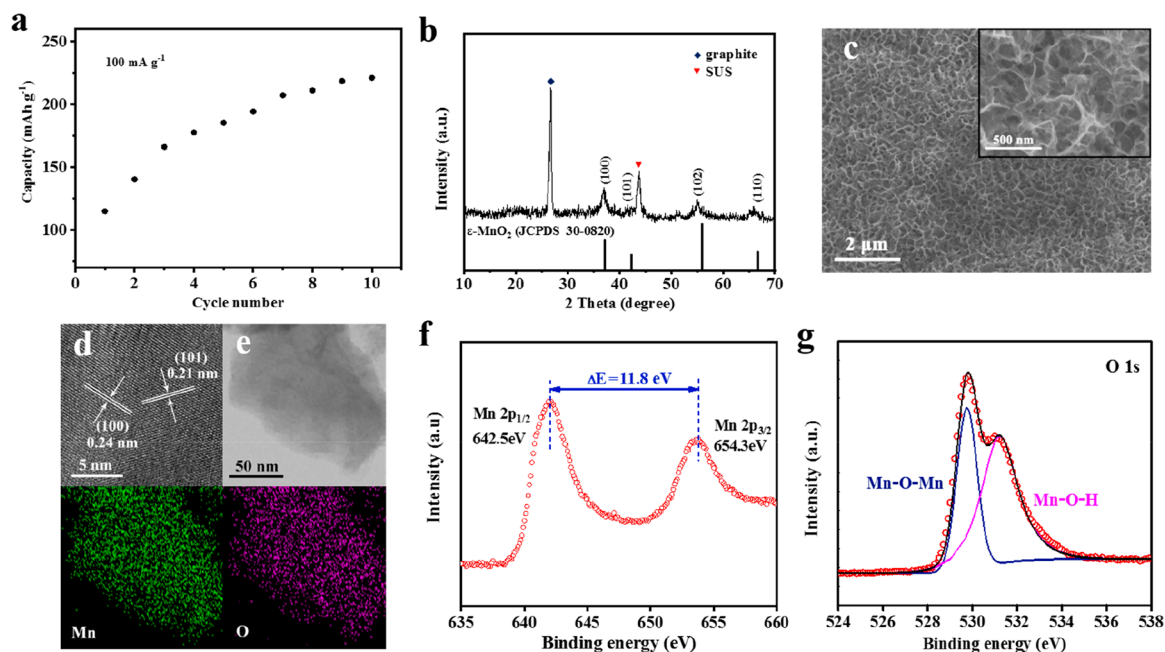 a
100 mA g-1
Capacity (mAh g-1)
250
200
150
100
0
2
4
6
8
10
Cycle number
b
graphite
SUS
Intensity (a.u.)
(100)
(101)
(102)
(110)
ε-MnO2 (JCPDS 30-0820)
10
20
30
40
50
60
70
2 Theta (degree)
c
500 nm
2 μm
d
(101)
0.21 nm
(100)
0.24 nm
5 nm
e
50 nm
Mn
O
f
ΔE=11.8 eV
Mn 2p1/2
642.5eV
Mn 2p3/2
654.3eV
Intensity (a.u)
635
640
645
650
655
660
Binding energy (eV)
g
O 1s
Mn-O-Mn
Mn-O-H
Intensity (a.u.)
524
526
528
530
532
534
536
538
Binding energy (eV)